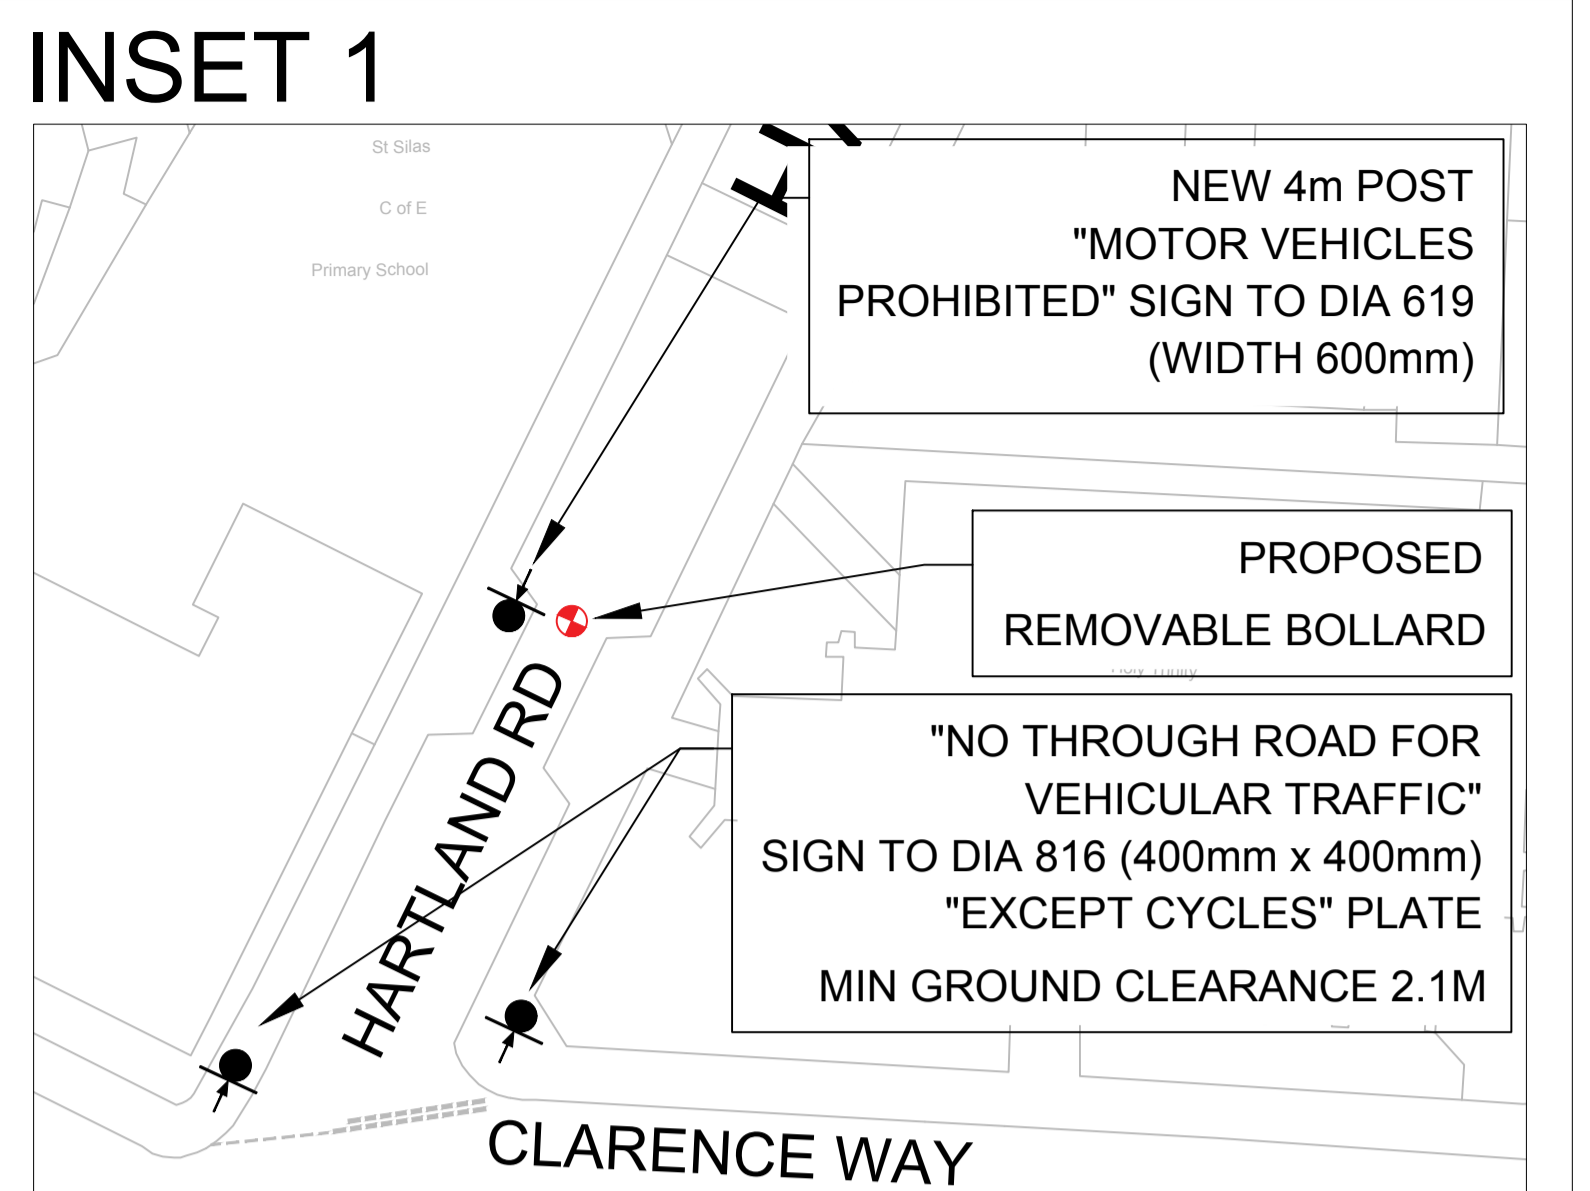 INSET 1
St Silas
C of E
Primary School
NEW 4m POST
"MOTOR VEHICLES
PROHIBITED" SIGN TO DIA 619
(WIDTH 600mm)
PROPOSED
REMOVABLE BOLLARD
Holy Trinity
"NO THROUGH ROAD FOR
VEHICULAR TRAFFIC"
SIGN TO DIA 816 (400mm x 400mm)
"EXCEPT CYCLES" PLATE
MIN GROUND CLEARANCE 2.1M
HARTLAND RD
CLARENCE WAY